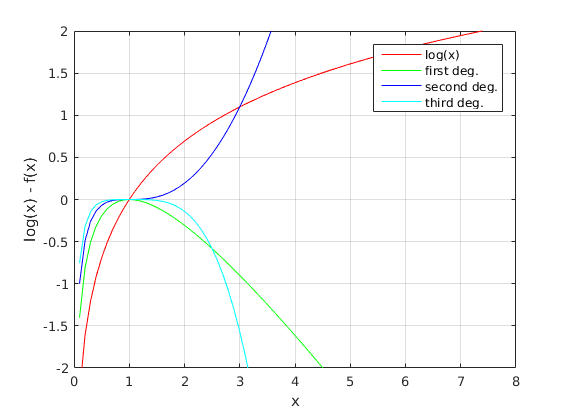 2
1.5
1
0.5
0
-0.5
-1
-1.5
-2
0 1 2 3 4 5 6 7 8
x
log(x) - f(x)
log(x)
first deg.
second deg.
third deg.